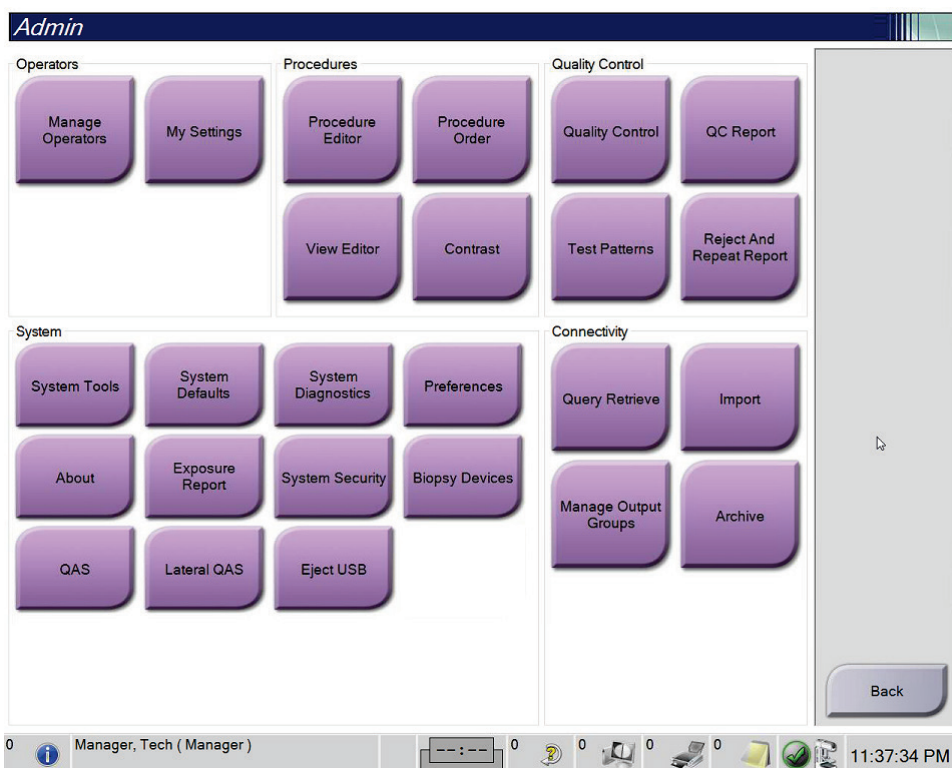 Admin
Operators
Manage
Operators
My Settings
Procedures
Procedure
Editor
Procedure
Order
View Editor
Contrast
Quality Control
Quality Control
QC Report
Test Patterns
Reject And
Repeat Report
System
System Tools
System
Defaults
System
Diagnostics
Preferences
About
Exposure
Report
System Security
Biopsy Devices
QAS
Lateral QAS
Eject USB
Connectivity
Query Retrieve
Import
Manage Output
Groups
Archive
Back
0
Manager, Tech ( Manager )
--:--
0
0
0
0
11:37:34 PM